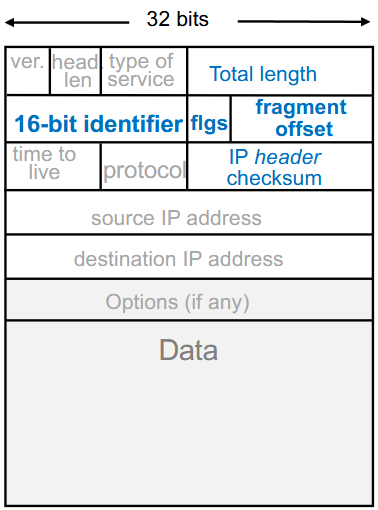 32 bits
ver.
head.
len
type of
service
Total length
16-bit identifier
flgs
fragment
offset
time to
live
protocol
IP header
checksum
source IP address
destination IP address
Options (if any)
Data